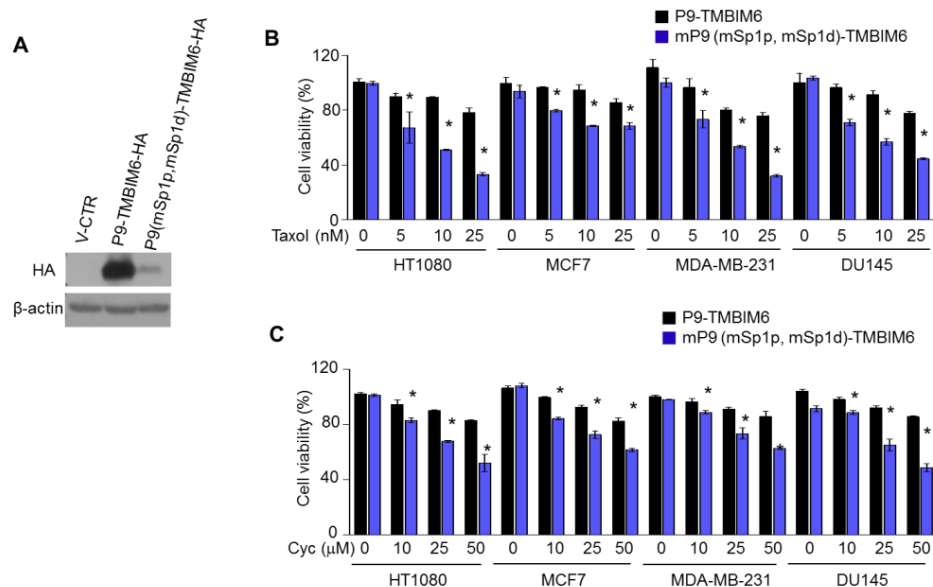 A
V-CTR
P9-TMBIM6-HA
P9(mSp1p,mSp1d)-TMBIM6-HA
HA
β-actin
B
P9-TMBIM6
mP9 (mSp1p, mSp1d)-TMBIM6
Cell viability (%)
120
80
40
0
* * * * * * * * * * * *
Taxol (nM) 0 5 10 25 0 5 10 25 0 5 10 25 0 5 10 25
HT1080 MCF7 MDA-MB-231 DU145
C
P9-TMBIM6
mP9 (mSp1p, mSp1d)-TMBIM6
Cell viability (%)
120
80
40
0
* * * * * * * * * * * *
Cyc (μM) 0 10 25 50 0 10 25 50 0 10 25 50 0 10 25 50
HT1080 MCF7 MDA-MB-231 DU145